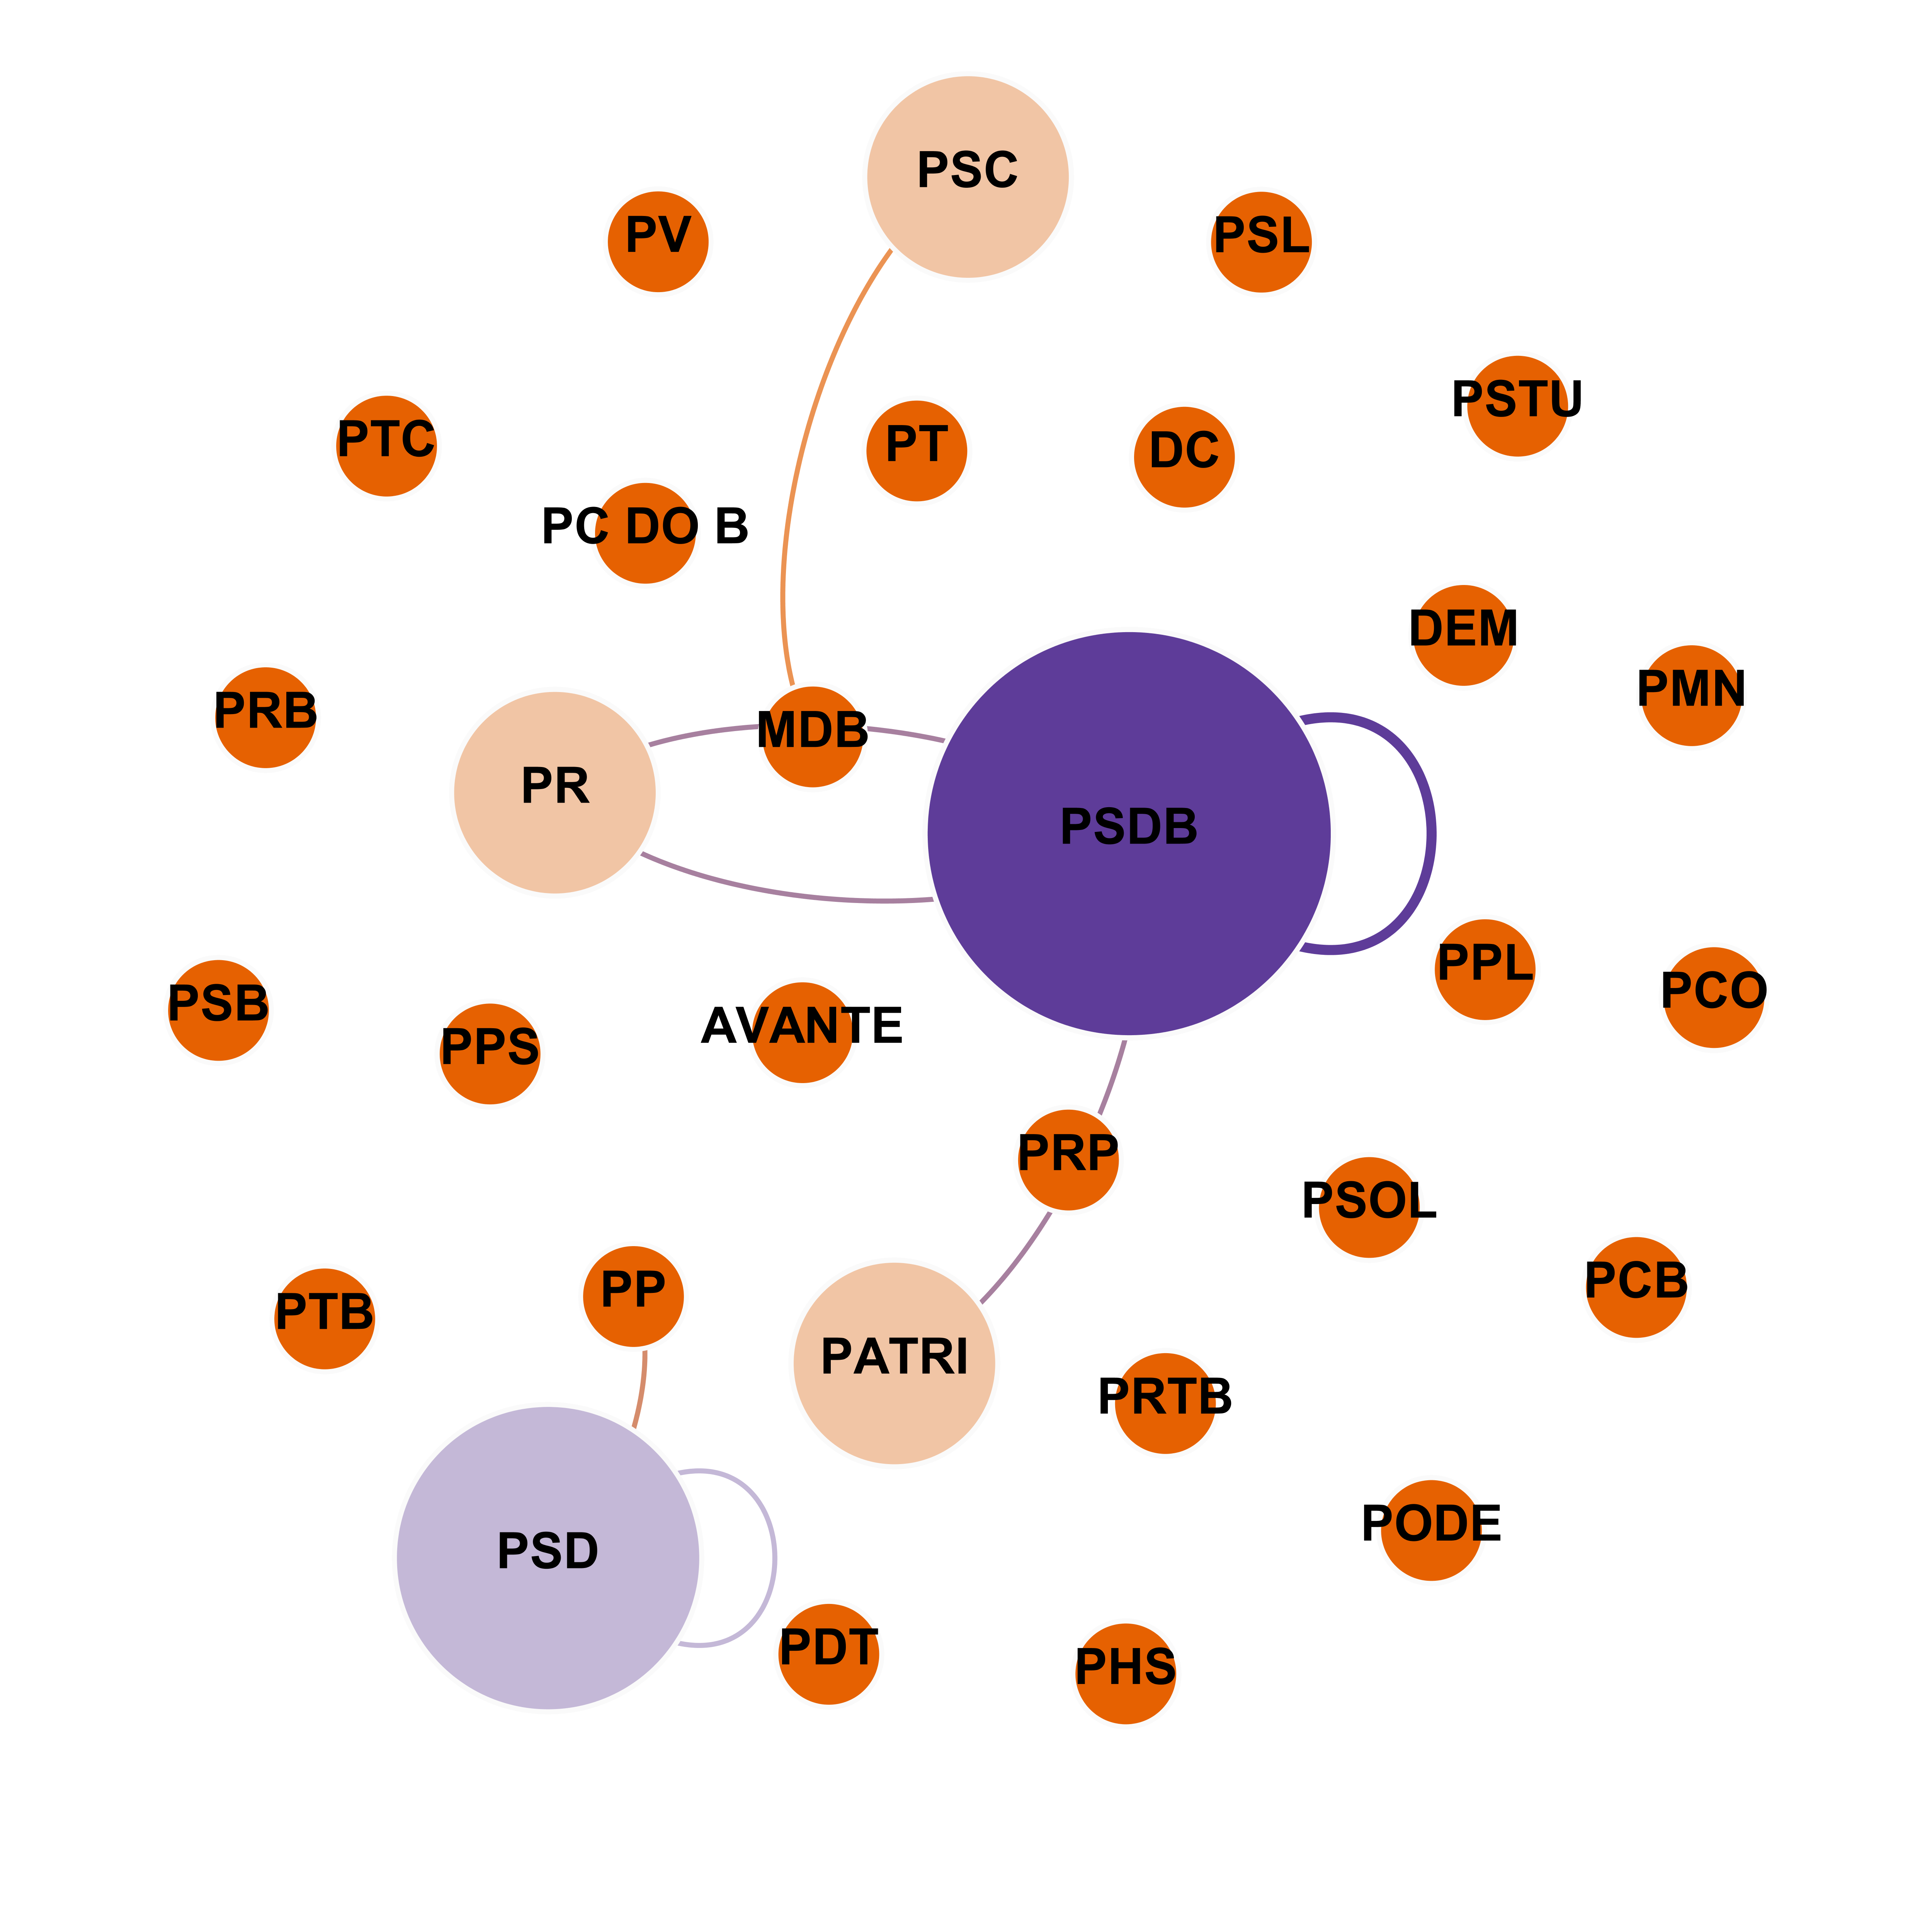 PSC
PV
PSL
PSTU
PTC
PT
DC
PC DO B
DEM
PRB
PMN
MDB
PR
PSDB
PPL
PCO
PSB
AVANTE
PPS
PRP
PSOL
PCB
PP
PTB
PATRI
PRTB
PODE
PSD
PDT
PHS